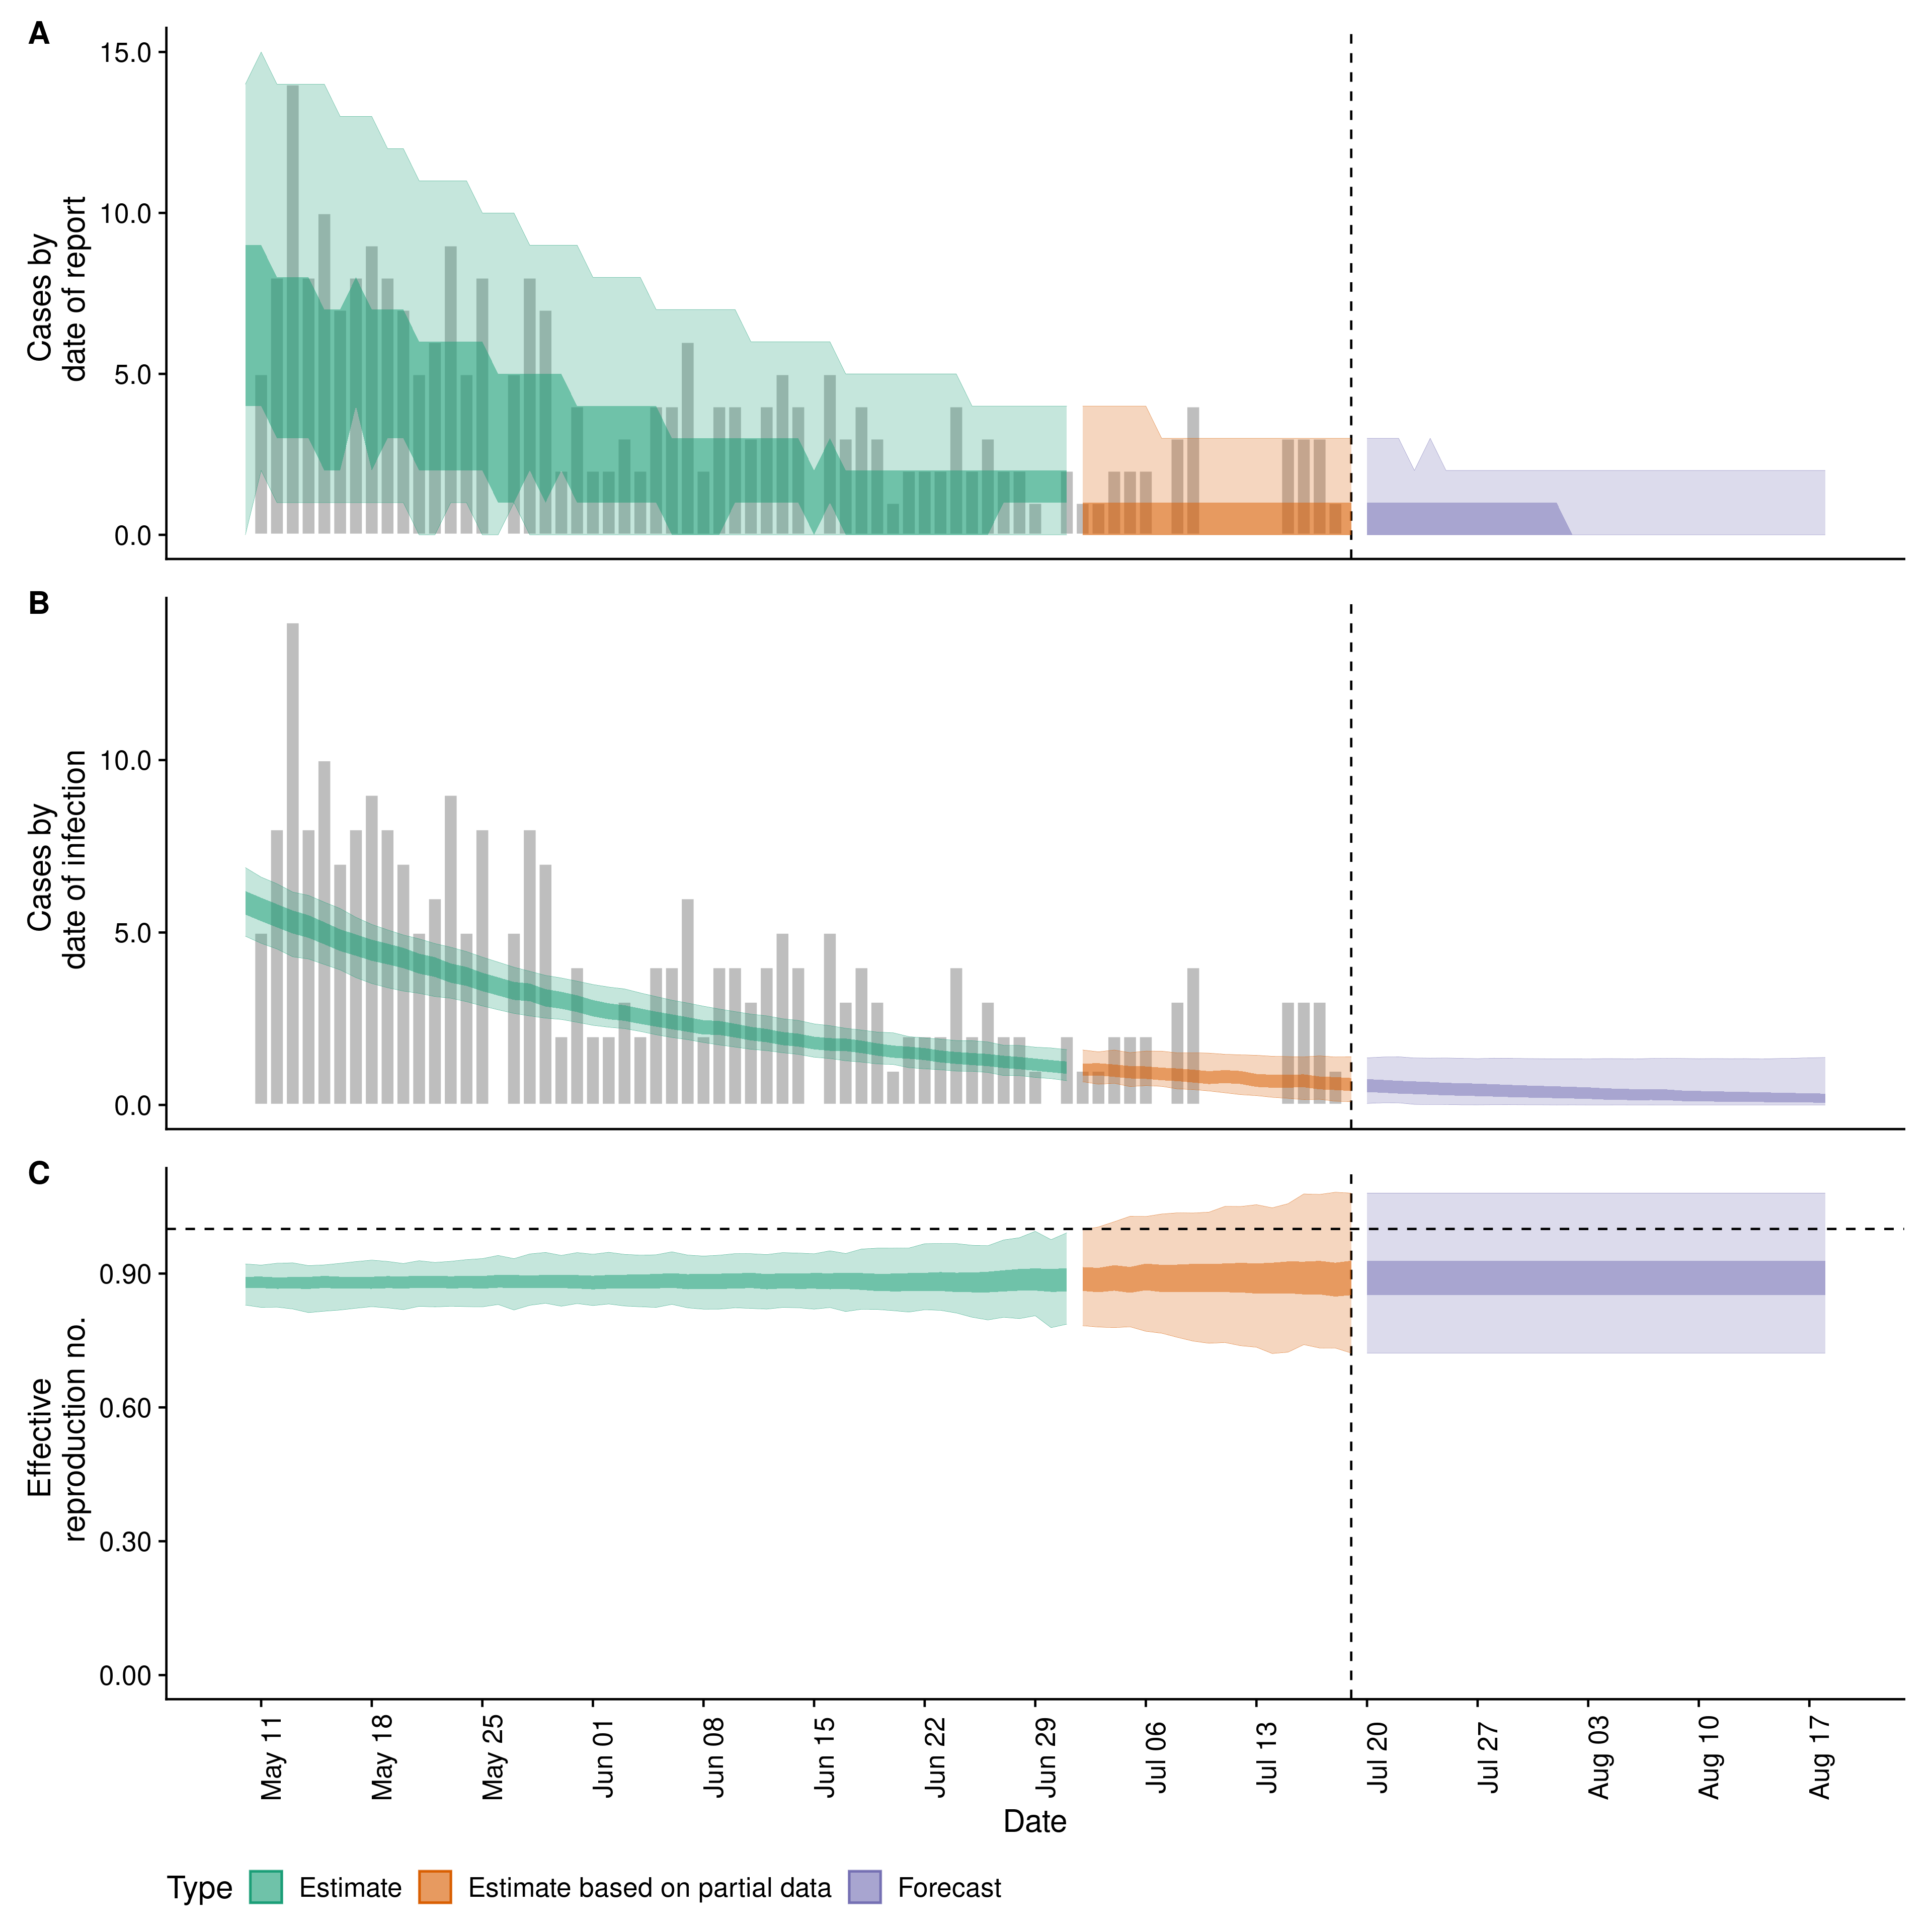 A
15.0
10.0
5.0
0.0
Cases by
date of report
B
10.0
5.0
0.0
Cases by
date of infection
C
0.90
0.60
0.30
0.00
Effective
reproduction no.
May 11
May 18
May 25
Jun 01
Jun 08
Jun 15
Jun 22
Jun 29
Jul 06
Jul 13
Jul 20
Jul 27
Aug 03
Aug 10
Aug 17
Date
Type Estimate Estimate based on partial data Forecast